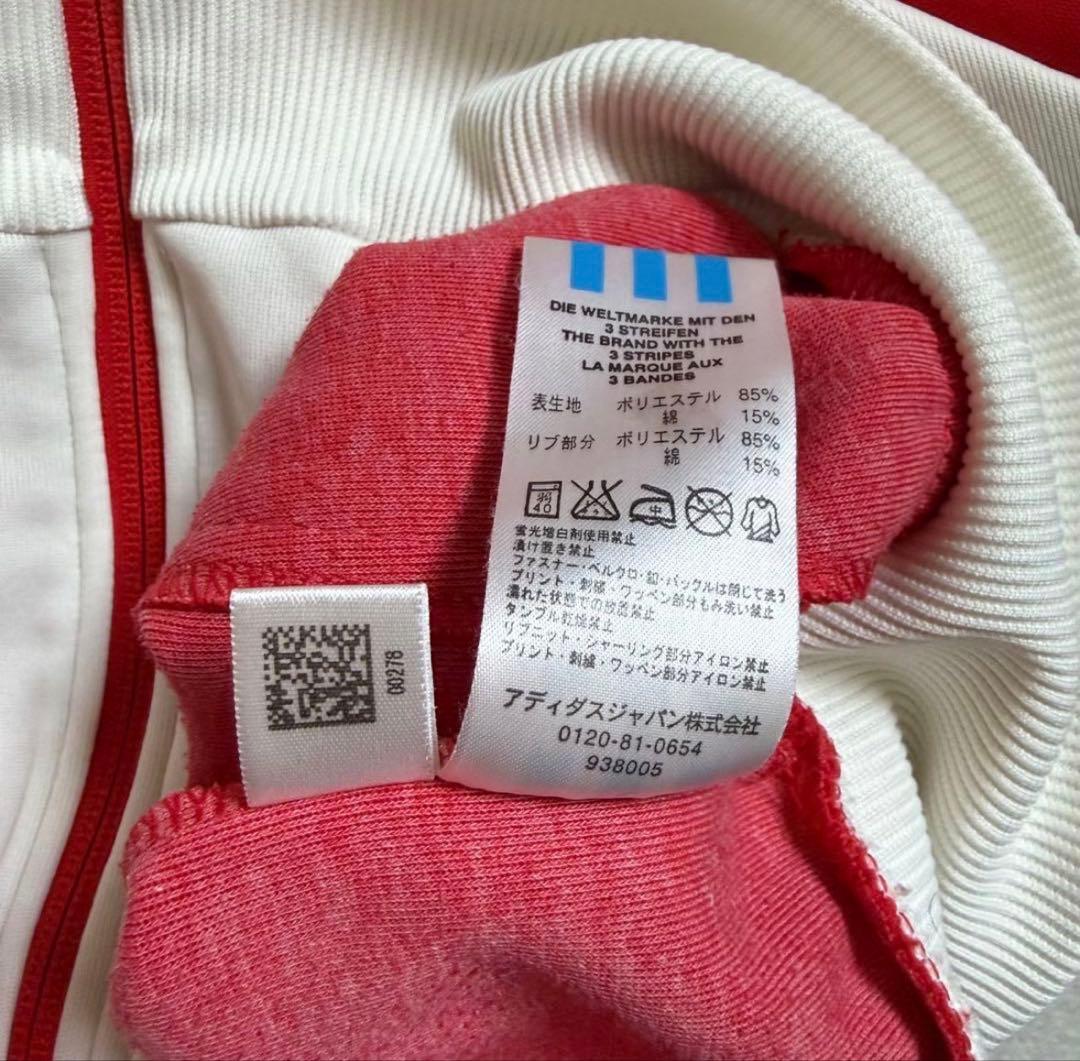 DIE WELTMARKE MIT DEN
3 STREIFEN
THE BRAND WITH THE
3 STRIPES
LA MARQUE AUX
3 BANDES
表生地 ポリエステル 85%
綿 15%
リブ部分 ポリエステル 85%
綿 15%
弱
40
中
蛍光増白剤使用禁止
漬け置き禁止
ファスナー・ベルクロ・釦・バックルは閉じて洗う
プリント・刺繍・ワッペン部分もみ洗い禁止
濡れた状態での放置禁止
タンブル乾燥禁止
リブニット・シャーリング部分アイロン禁止
プリント・刺繍・ワッペン部分アイロン禁止
アディダスジャパン株式会社
0120-81-0654
938005
00278